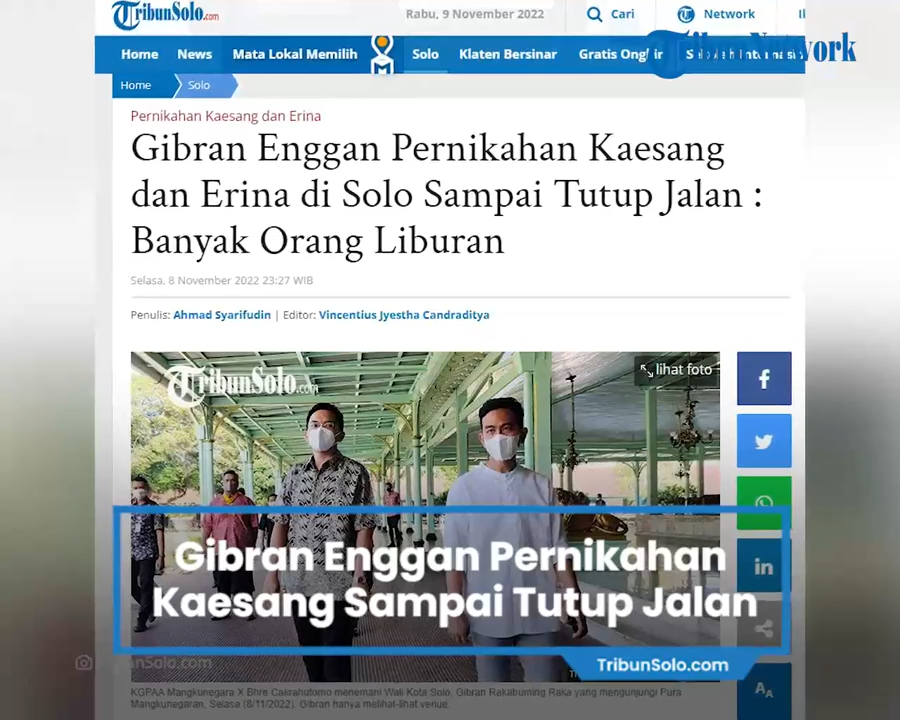 TribunSolo.com
Rabu, 9 November 2022
Cari
Network
Home News Mata Lokal Memilih Solo Klaten Bersinar Gratis Ongkir
TribunNetwork
Home Solo
Pernikahan Kaesang dan Erina
Gibran Enggan Pernikahan Kaesang
dan Erina di Solo Sampai Tutup Jalan :
Banyak Orang Liburan
Selasa, 8 November 2022 23:27 WIB
Penulis: Ahmad Syarifudin | Editor: Vincentius Jyestha Candraditya
TribunSolo.com
lihat foto
Gibran Enggan Pernikahan
Kaesang Sampai Tutup Jalan
TribunSolo.com
KGPAA Mangkunegara X Bhre Cakrahutomo menemani Wali Kota Solo, Gibran Rakabuming Raka yang mengunjungi Pura
Mangkunegaran, Selasa (8/11/2022). Gibran hanya melihat-lihat venue.
AA